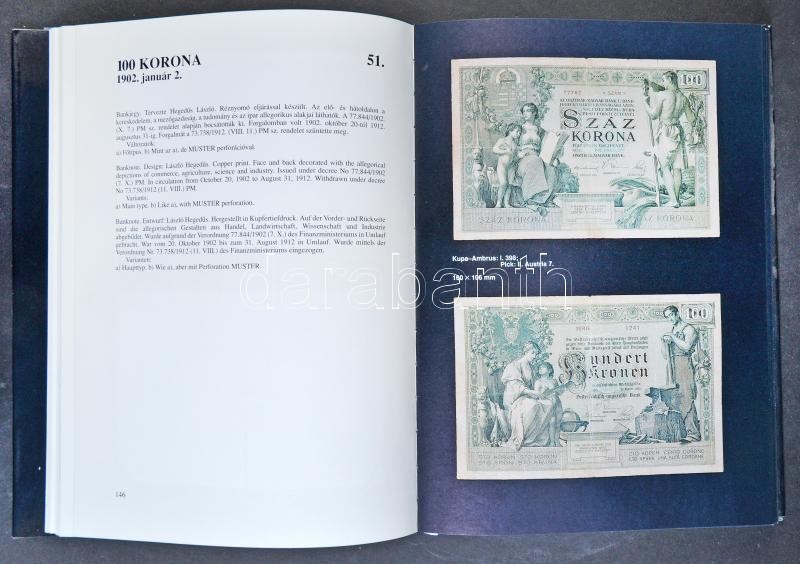 100 KORONA 51.
1902. január 2.
Bankjegy. Tervezte Hegedűs László. Réznyomó eljárással készült. Az elő- és hátoldalon a
kereskedelem, a mezőgazdaság, a tudomány és az ipar allegorikus alakjai láthatók. A 77.844/1902
(X. 7.) PM sz. rendelet alapján bocsátották ki. Forgalomban volt 1902. október 20-tól 1912.
augusztus 31-ig. Forgalmát a 73.738/1912. (VIII. 11.) PM sz. rendelet szüntette meg.
Változatok:
a) Főtípus. b) Mint az a), de MUSTER perforációval.
Banknote. Design: László Hegedűs. Copper print. Face and back decorated with the allegorical
depictions of commerce, agriculture, science and industry. Issued under decree No 77.844/1902
(7. X.) PM. In circulation from October 20, 1902 to August 31, 1912. Withdrawn under decree
No 73.738/1912 (11. VIII.) PM.
Variants:
a) Main type. b) Like a), with MUSTER perforation.
Banknote. Entwurf: László Hegedűs. Hergestellt in Kupfertiefdruck. Auf der Vorder- und Rückseite
sind die allegorischen Gestalten aus Handel, Landwirtschaft, Wissenschaft und Industrie
abgebildet. Wurde aufgrund der Verordnung 77.844/1902 (7. X.) des Finanzministeriums in Umlauf
gebracht. War vom 20. Oktober 1902 bis zum 31. August 1912 in Umlauf. Wurde mittels der
Verordnung Nr. 73.738/1912 (11. VIII.) des Finanzministeriums eingezogen.
Varianten:
a) Haupttyp. b) Wie a), aber mit Perforation MUSTER.
146
100
SZÁZ
KORONA
SZÁZ KORONA
Kupa-Ambrus: I. 398;
Pick: II. Austria 7.
160 × 106 mm
darabanth
100
1241
Hundert
Kronen
Oesterreichisch-ungarische Bank